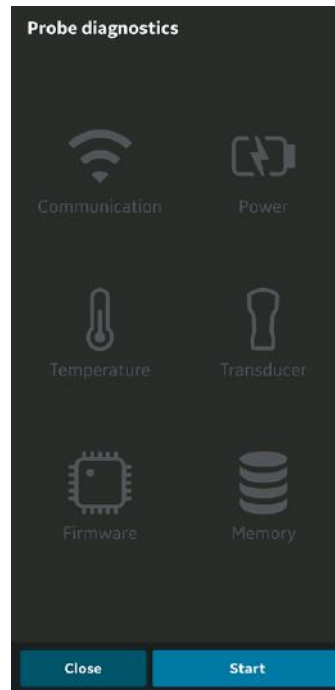 Probe diagnostics
Communication
Power
Temperature
Transducer
Firmware
Memory
Close
Start